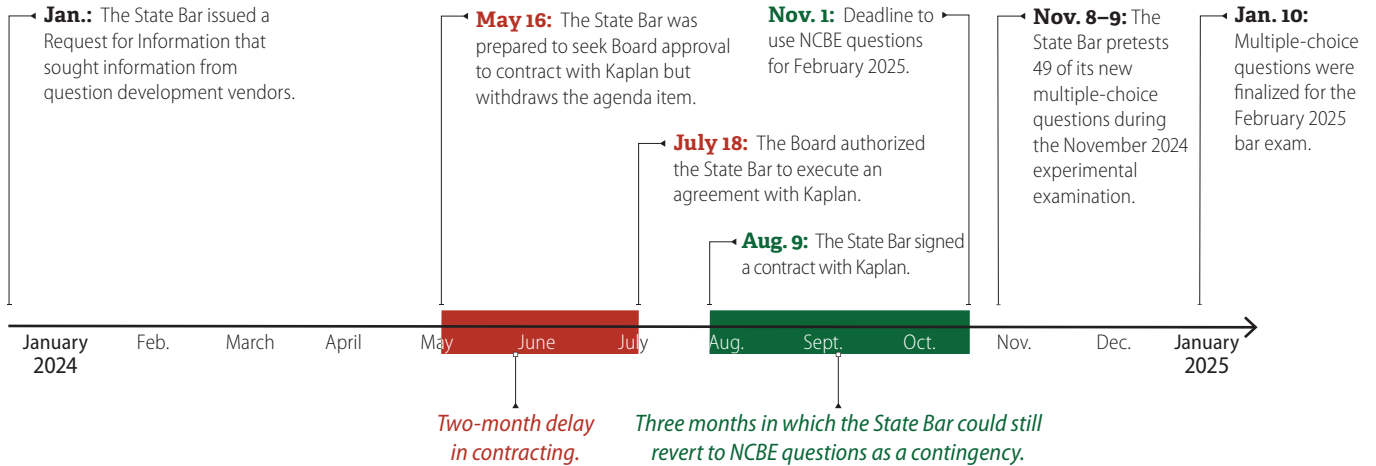 Jan.: The State Bar issued a
Request for Information that
sought information from
question development vendors.
May 16: The State Bar was
prepared to seek Board approval
to contract with Kaplan but
withdraws the agenda item.
July 18: The Board authorized
the State Bar to execute an
agreement with Kaplan.
Aug. 9: The State Bar signed
a contract with Kaplan.
Nov. 1: Deadline to
use NCBE questions
for February 2025.
Nov. 8–9: The
State Bar pretests
49 of its new
multiple-choice
questions during
the November 2024
experimental
examination.
Jan. 10:
Multiple-choice
questions were
finalized for the
February 2025
bar exam.
January
2024
Feb.
March
April
May
June
July
Aug.
Sept.
Oct.
Nov.
Dec.
January
2025
Two-month delay
in contracting.
Three months in which the State Bar could still
revert to NCBE questions as a contingency.